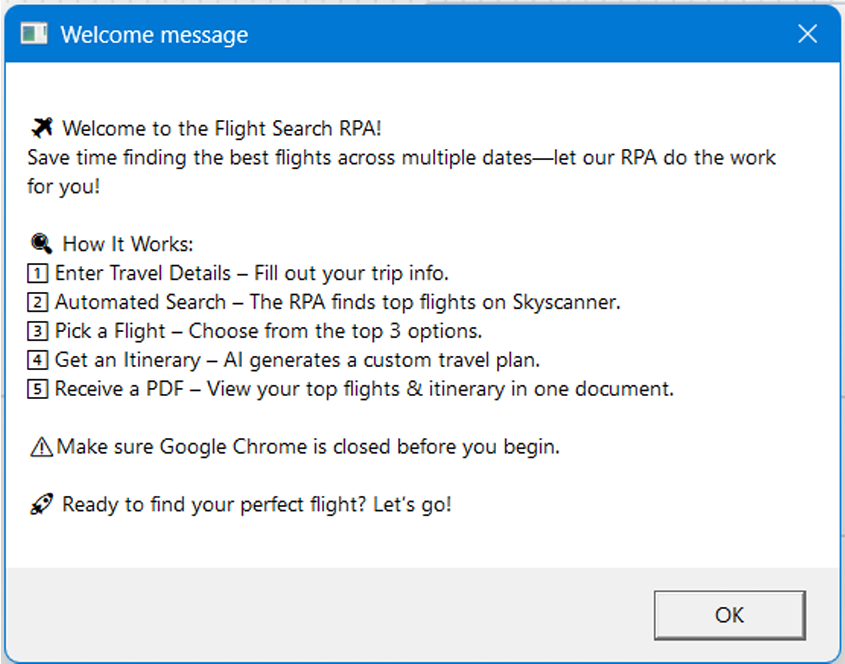 Welcome message
✈ Welcome to the Flight Search RPA!
Save time finding the best flights across multiple dates—let our RPA do the work
for you!
🔍 How It Works:
1️⃣ Enter Travel Details – Fill out your trip info.
2️⃣ Automated Search – The RPA finds top flights on Skyscanner.
3️⃣ Pick a Flight – Choose from the top 3 options.
4️⃣ Get an Itinerary – AI generates a custom travel plan.
5️⃣ Receive a PDF – View your top flights & itinerary in one document.
⚠Make sure Google Chrome is closed before you begin.
🚀 Ready to find your perfect flight? Let's go!
OK